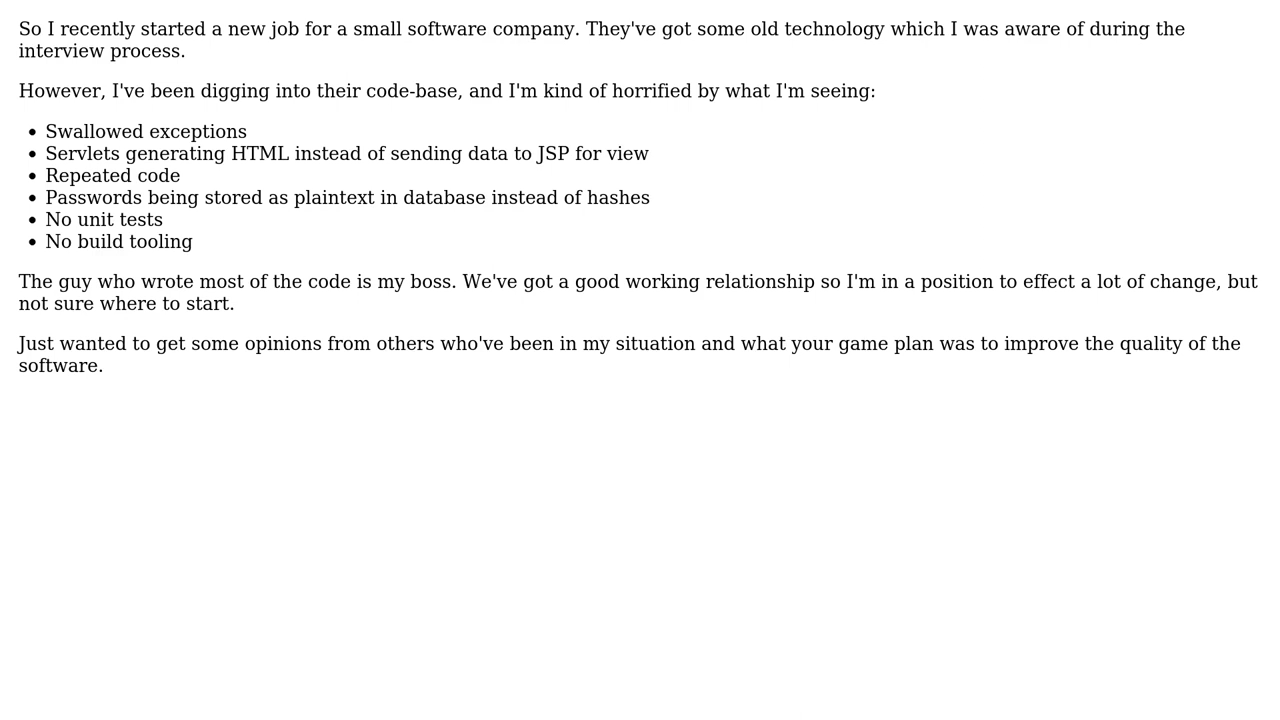 So I recently started a new job for a small software company. They've got some old technology which I was aware of during the
interview process.
However, I've been digging into their code-base, and I'm kind of horrified by what I'm seeing:
• Swallowed exceptions
• Servlets generating HTML instead of sending data to JSP for view
• Repeated code
• Passwords being stored as plaintext in database instead of hashes
• No unit tests
• No build tooling
The guy who wrote most of the code is my boss. We've got a good working relationship so I'm in a position to effect a lot of change, but
not sure where to start.
Just wanted to get some opinions from others who've been in my situation and what your game plan was to improve the quality of the
software.